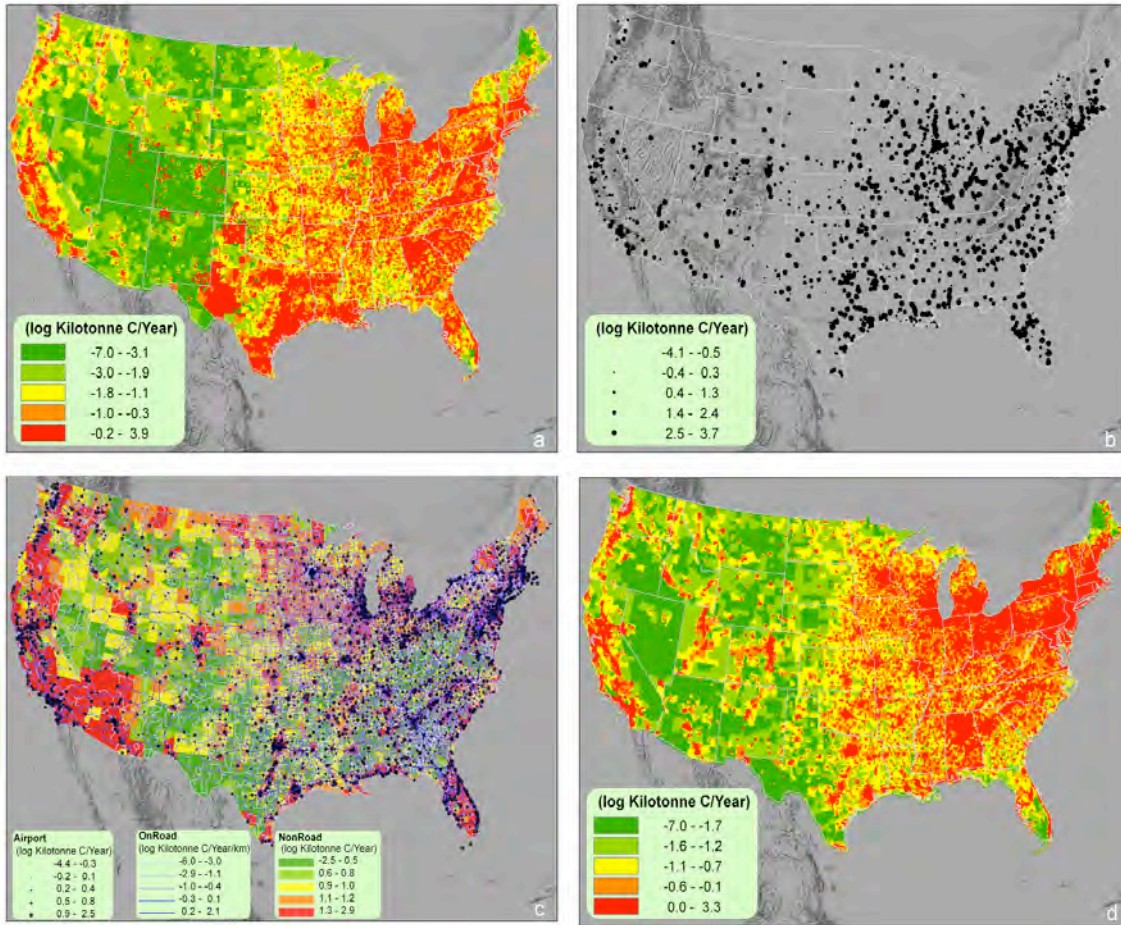 (log Kilotonne C/Year)
-7.0 - -3.1
-3.0 - -1.9
-1.8 - -1.1
-1.0 - -0.3
-0.2 - 3.9
a
(log Kilotonne C/Year)
-4.1 - -0.5
-0.4 - 0.3
0.4 - 1.3
1.4 - 2.4
2.5 - 3.7
b
Airport
(log Kilotonne C/Year)
-4.4 - -0.3
-0.2 - 0.1
0.2 - 0.4
0.5 - 0.8
0.9 - 2.5
OnRoad
(log Kilotonne C/Year/km)
-6.0 - -3.0
-2.9 - -1.1
-1.0 - -0.4
-0.3 - 0.1
0.2 - 2.1
NonRoad
(log Kilotonne C/Year)
-2.5 - 0.5
0.6 - 0.8
0.9 - 1.0
1.1 - 1.2
1.3 - 2.9
c
(log Kilotonne C/Year)
-7.0 - -1.7
-1.6 - -1.2
-1.1 - -0.7
-0.6 - -0.1
0.0 - 3.3
d